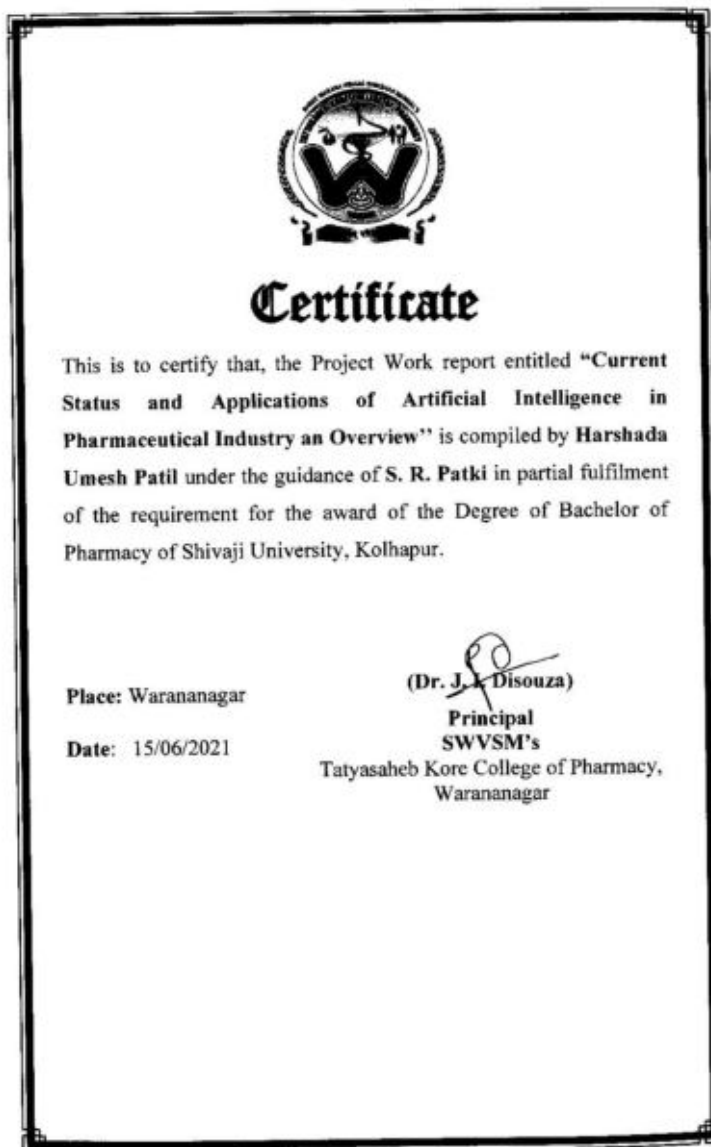 Certificate
This is to certify that, the Project Work report entitled “Current
Status and Applications of Artificial Intelligence in
Pharmaceutical Industry an Overview’’ is compiled by Harshada
Umesh Patil under the guidance of S. R. Patki in partial fulfilment
of the requirement for the award of the Degree of Bachelor of
Pharmacy of Shivaji University, Kolhapur.
Place: Warananagar
Date: 15/06/2021
(Dr. J. I. Disouza)
Principal
SWVSM's
Tatyasaheb Kore College of Pharmacy,
Warananagar